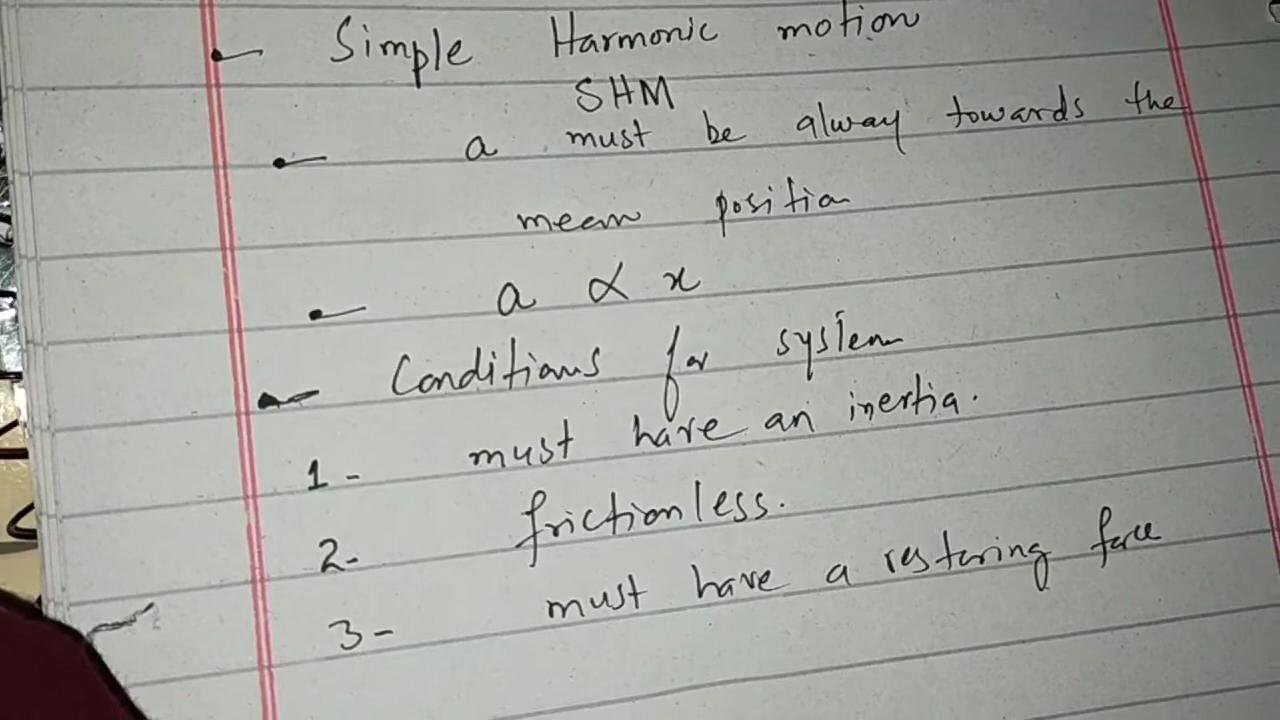 Simple Harmonic motion
SHM
a must be alway towards the
mean position
a ∝ x
Conditions for system
1- must have an inertia.
2- frictionless.
3- must have a restoring force